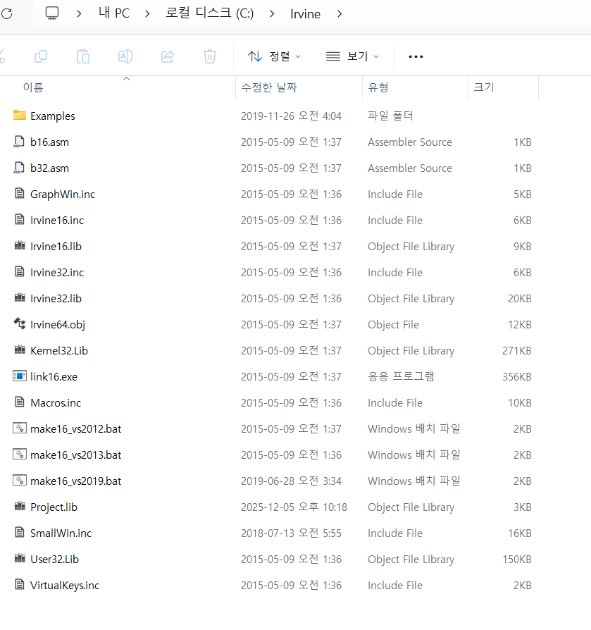 내 PC > 로컬 디스크 (C:) > Irvine >
정렬 보기 ...
이름 수정한 날짜 유형 크기
Examples 2019-11-26 오전 4:04 파일 폴더
b16.asm 2015-05-09 오전 1:37 Assembler Source 1KB
b32.asm 2015-05-09 오전 1:37 Assembler Source 1KB
GraphWin.inc 2015-05-09 오전 1:36 Include File 5KB
Irvine16.inc 2015-05-09 오전 1:36 Include File 6KB
Irvine16.lib 2015-05-09 오전 1:37 Object File Library 9KB
Irvine32.inc 2015-05-09 오전 1:36 Include File 6KB
Irvine32.lib 2015-05-09 오전 1:36 Object File Library 20KB
Irvine64.obj 2015-05-09 오전 1:37 Object File 12KB
Kernel32.Lib 2015-05-09 오전 1:36 Object File Library 271KB
link16.exe 2015-05-09 오전 1:37 응용 프로그램 356KB
Macros.inc 2015-05-09 오전 1:36 Include File 10KB
make16_vs2012.bat 2015-05-09 오전 1:37 Windows 배치 파일 2KB
make16_vs2013.bat 2015-05-09 오전 1:36 Windows 배치 파일 2KB
make16_vs2019.bat 2019-06-28 오전 3:34 Windows 배치 파일 2KB
Project.lib 2025-12-05 오후 10:18 Object File Library 3KB
SmallWin.inc 2018-07-13 오전 5:55 Include File 16KB
User32.Lib 2015-05-09 오전 1:36 Object File Library 150KB
VirtualKeys.inc 2015-05-09 오전 1:36 Include File 2KB